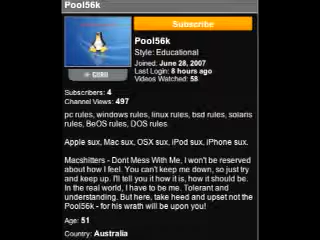 Pool56k
Subscribe
Pool56k
Style: Educational
Joined: June 28, 2007
Last Login: 8 hours ago
Videos Watched: 58
GURU
Subscribers: 4
Channel Views: 497
pc rules, windows rules, linux rules, bsd rules, solaris
rules, BeOS rules, DOS rules.
Apple sux, Mac sux, OSX sux, iPod sux, iPhone sux.
Macshitters - Dont Mess With Me, I won't be reserved
about how I feel. You can't keep me down, so just try
and keep up. I'll tell you how it is, how it should be.
In the real world, I have to be me. Tolerant and
understanding. But here, take heed and upset not the
Pool56k - for his wrath will be upon you!
Age: 51
Country: Australia